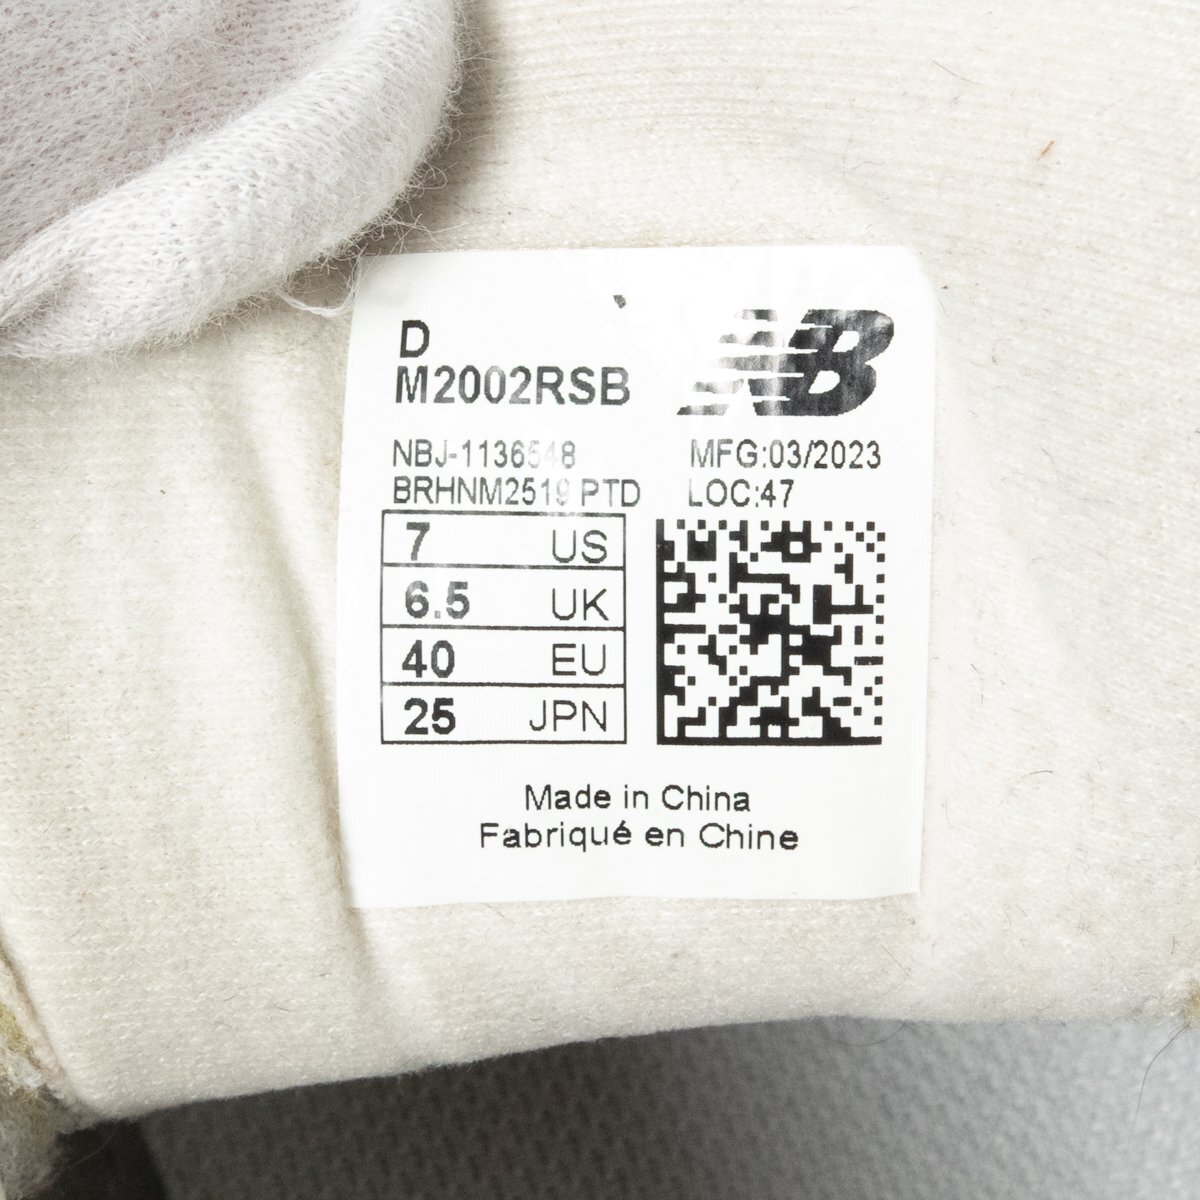 D
M2002RSB
NB
NBJ-1136548
MFG:03/2023
BRHNM2519 PTD
LOC:47
7 US
6.5 UK
40 EU
25 JPN
Made in China
Fabriqué en Chine